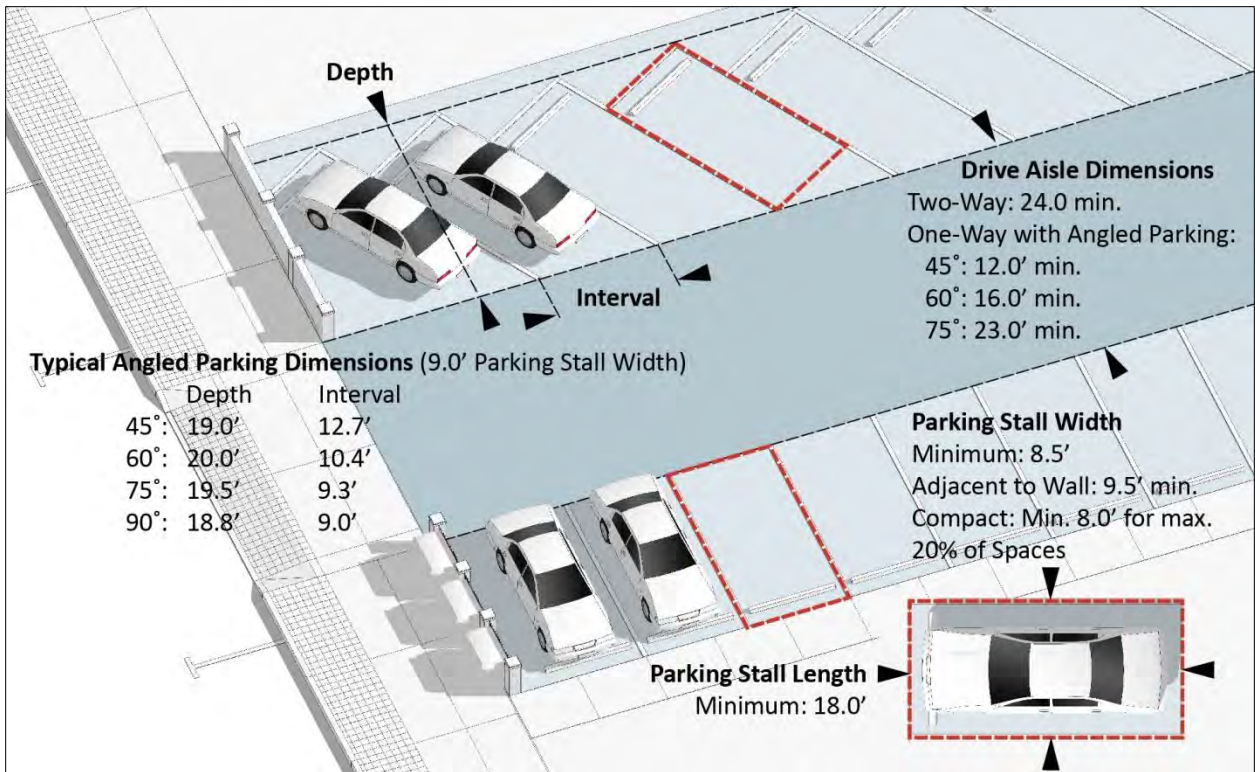 Depth
Interval
Drive Aisle Dimensions
Two-Way: 24.0 min.
One-Way with Angled Parking:
45˚: 12.0’ min.
60˚: 16.0’ min.
75˚: 23.0’ min.
Typical Angled Parking Dimensions (9.0’ Parking Stall Width)
Depth Interval
45˚: 19.0’ 12.7’
60˚: 20.0’ 10.4’
75˚: 19.5’ 9.3’
90˚: 18.8’ 9.0’
Parking Stall Width
Minimum: 8.5’
Adjacent to Wall: 9.5’ min.
Compact: Min. 8.0’ for max.
20% of Spaces
Parking Stall Length
Minimum: 18.0’